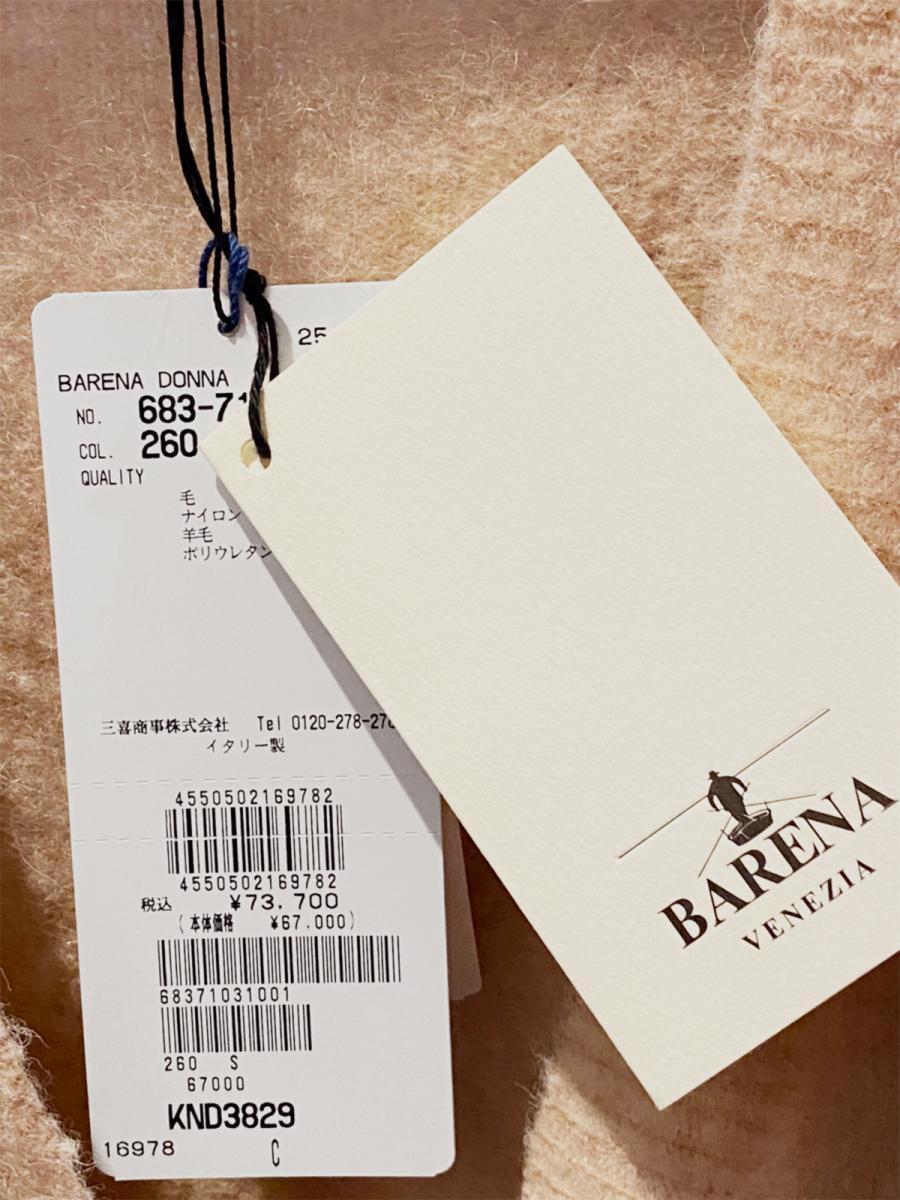 25
BARENA DONNA
NO. 683-71
COL. 260
QUALITY
毛
ナイロン
羊毛
ポリウレタン
三喜商事株式会社 Tel 0120-278-278
イタリー製
4550502169782
4550502169782
税込 ¥73.700
(本体価格 ¥67.000)
68371031001
260 S
67000
KND3829
16978 C
BARENA
VENEZIA